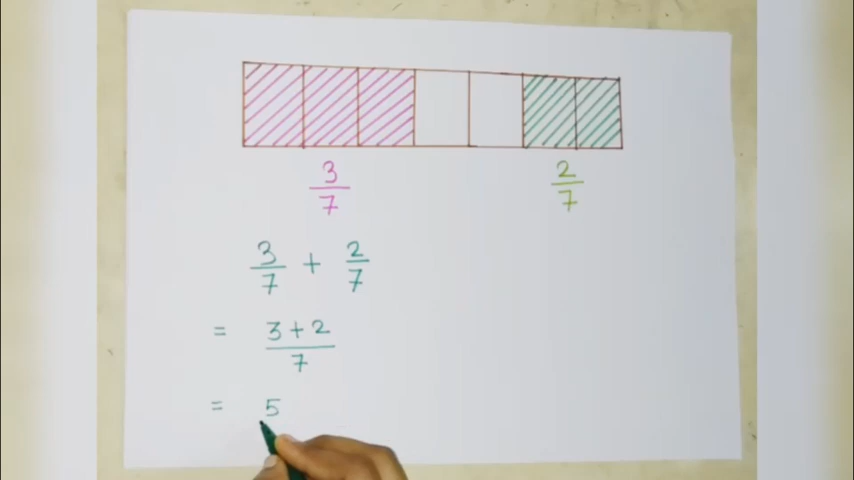 3/7 2/7
3/7 + 2/7
= 3+2/7
= 5